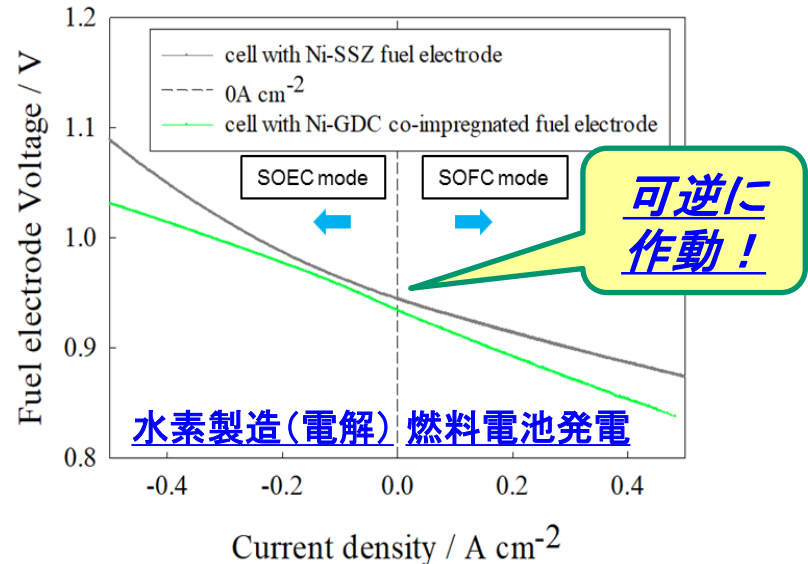 1.2
1.1
1.0
0.9
0.8
Fuel electrode Voltage / V
cell with Ni-SSZ fuel electrode
0A cm-2
cell with Ni-GDC co-impregnated fuel electrode
SOEC mode
SOFC mode
可逆に
作動！
水素製造(電解) 燃料電池発電
-0.4 -0.2 0.0 0.2 0.4
Current density / A cm-2